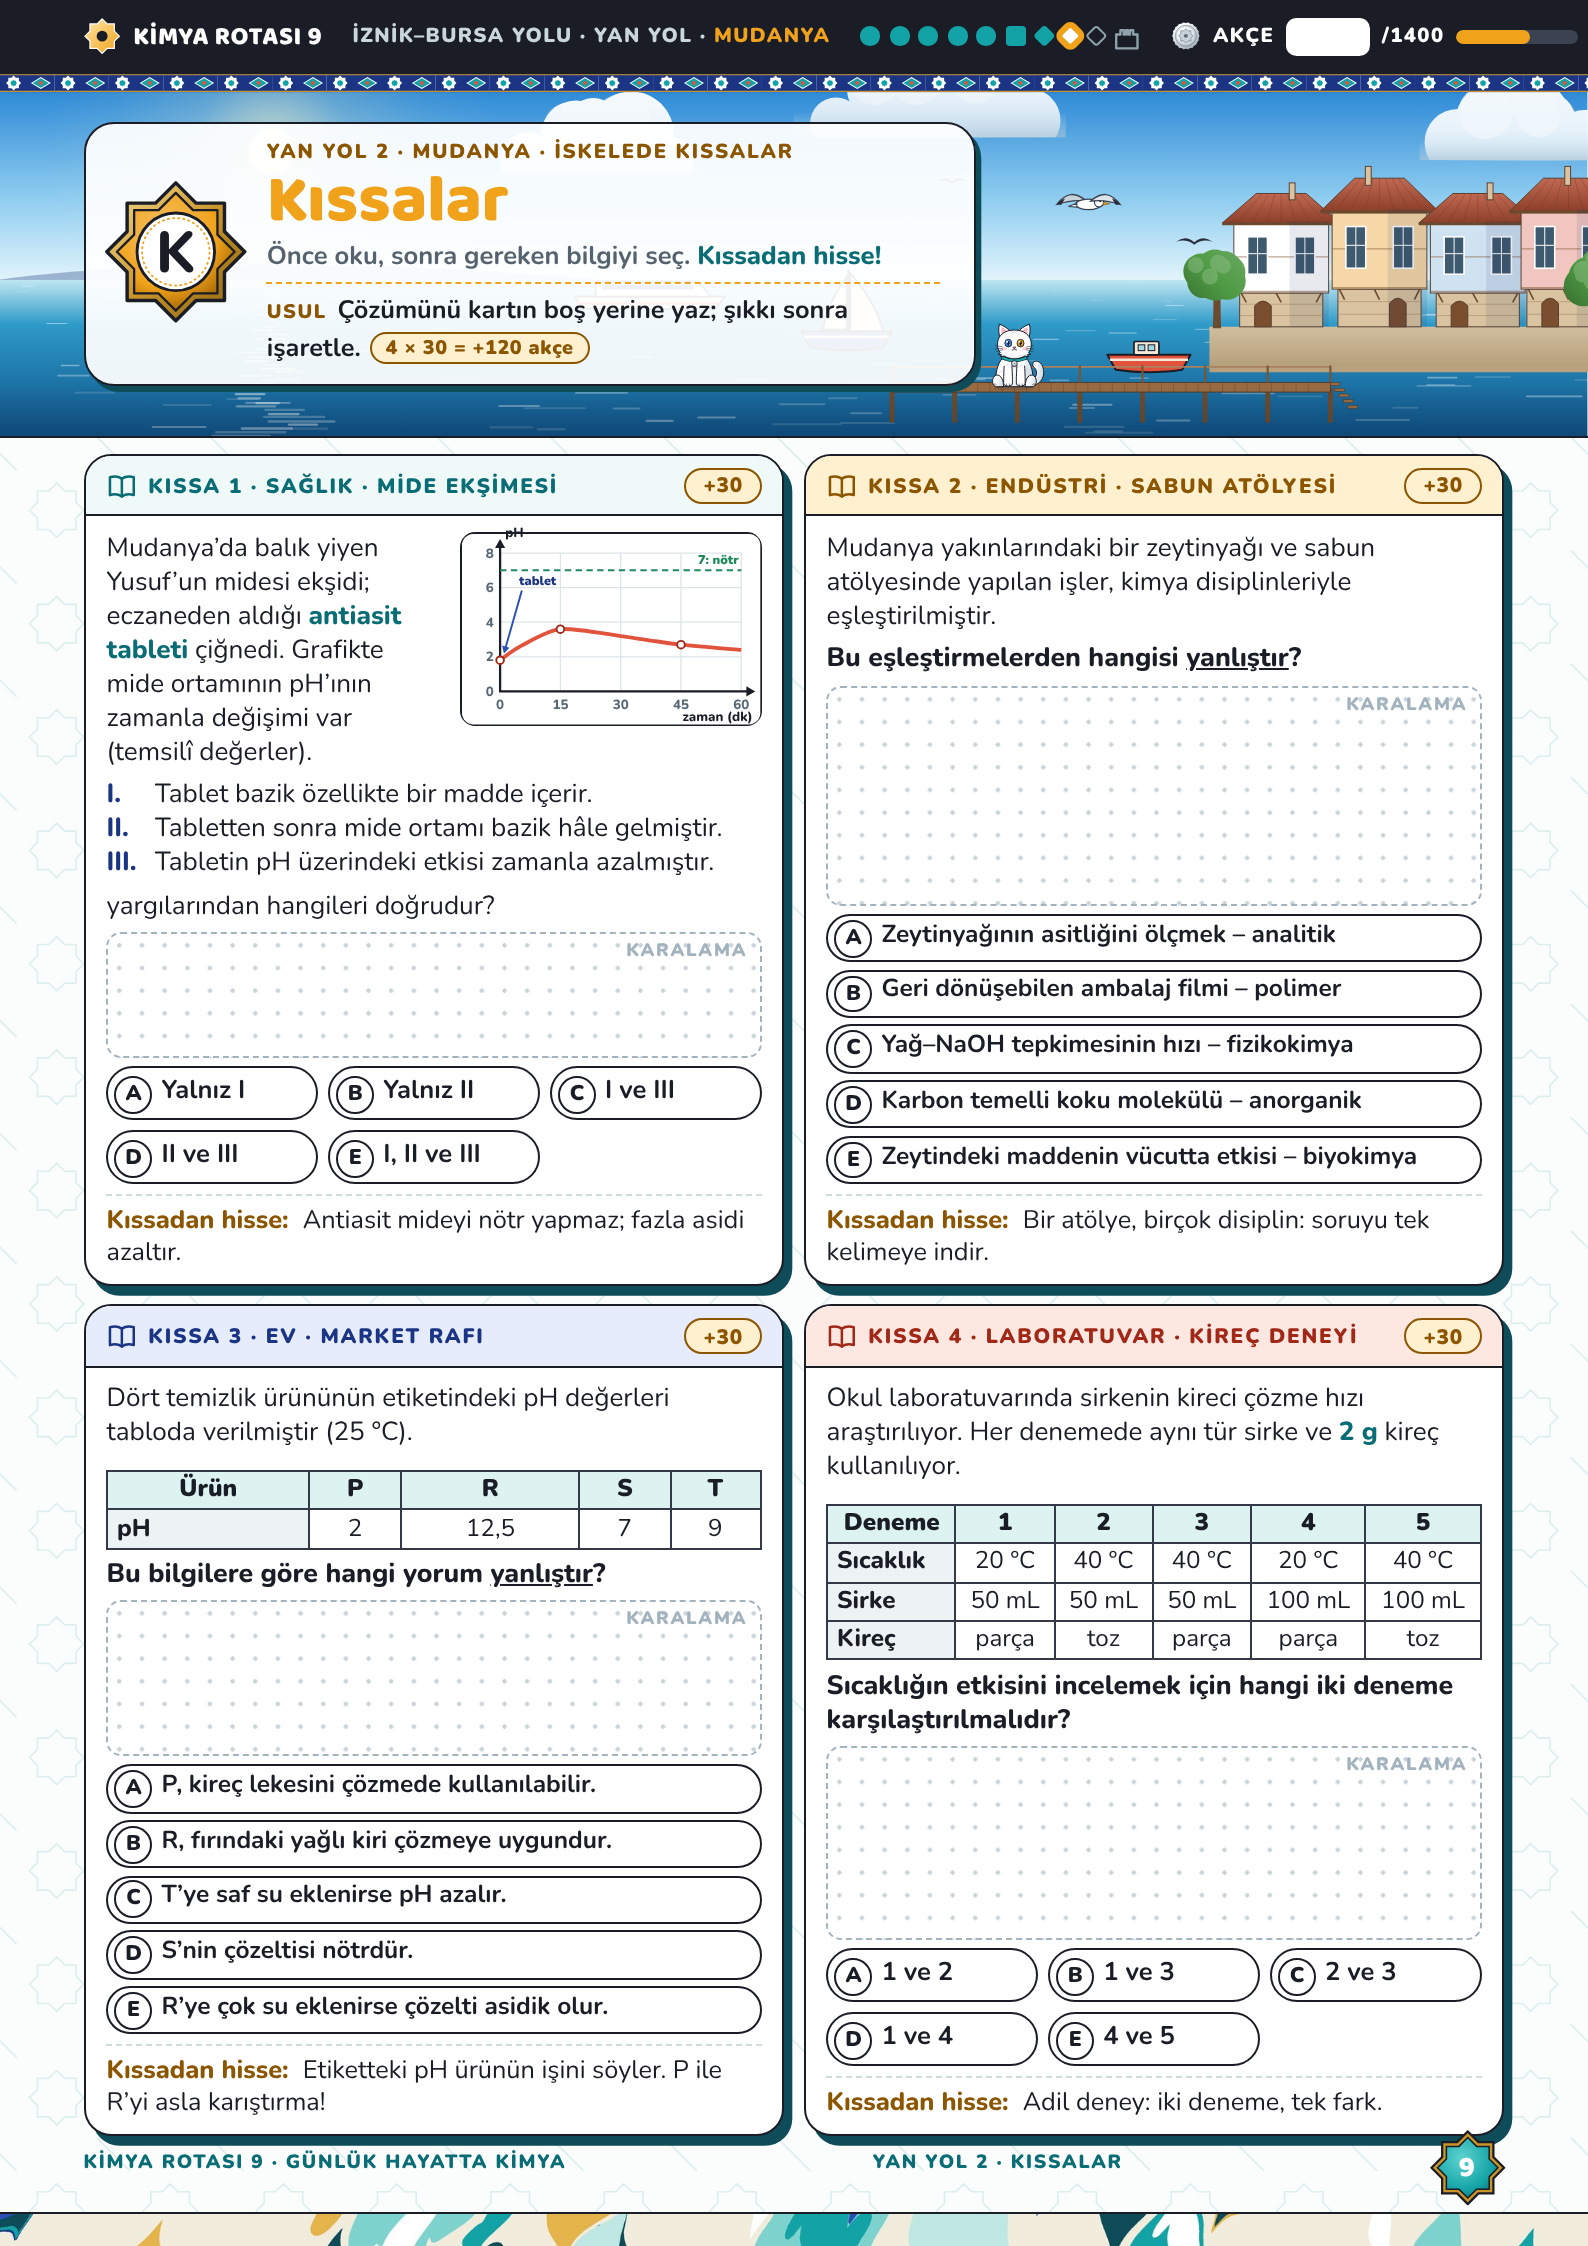 KİMYA ROTASI 9 İZNİK–BURSA YOLU · YAN YOL · MUDANYA AKÇE /1400
YAN YOL 2 · MUDANYA · İSKELEDE KISSALAR
K
Kıssalar
Önce oku, sonra gereken bilgiyi seç. Kıssadan hisse!
USUL Çözümünü kartın boş yerine yaz; şıkkı sonra
işaretle. 4 × 30 = +120 akçe
KISSA 1 · SAĞLIK · MİDE EKŞİMESİ +30
Mudanya’da balık yiyen
Yusuf’un midesi ekşidi;
eczaneden aldığı antiasit
tableti çiğnedi. Grafikte
mide ortamının pH’ının
zamanla değişimi var
(temsilî değerler).
pH
8
7: nötr
tablet
6
4
2
0
0 15 30 45 60
zaman (dk)
I. Tablet bazik özellikte bir madde içerir.
II. Tabletten sonra mide ortamı bazik hâle gelmiştir.
III. Tabletin pH üzerindeki etkisi zamanla azalmıştır.
yargılarından hangileri doğrudur?
KARALAMA
A Yalnız I B Yalnız II C I ve III
D II ve III E I, II ve III
Kıssadan hisse: Antiasit mideyi nötr yapmaz; fazla asidi
azaltır.
KISSA 2 · ENDÜSTRİ · SABUN ATÖLYESİ +30
Mudanya yakınlarındaki bir zeytinyağı ve sabun
atölyesinde yapılan işler, kimya disiplinleriyle
eşleştirilmiştir.
Bu eşleştirmelerden hangisi yanlıştır?
KARALAMA
A Zeytinyağının asitliğini ölçmek – analitik
B Geri dönüşebilen ambalaj filmi – polimer
C Yağ–NaOH tepkimesinin hızı – fizikokimya
D Karbon temelli koku molekülü – anorganik
E Zeytindeki maddenin vücutta etkisi – biyokimya
Kıssadan hisse: Bir atölye, birçok disiplin: soruyu tek
kelimeye indir.
KISSA 3 · EV · MARKET RAFI +30
Dört temizlik ürününün etiketindeki pH değerleri
tabloda verilmiştir (25 °C).
Ürün P R S T
pH 2 12,5 7 9
Bu bilgilere göre hangi yorum yanlıştır?
KARALAMA
A P, kireç lekesini çözmede kullanılabilir.
B R, fırındaki yağlı kiri çözmeye uygundur.
C T’ye saf su eklenirse pH azalır.
D S’nin çözeltisi nötrdür.
E R’ye çok su eklenirse çözelti asidik olur.
Kıssadan hisse: Etiketteki pH ürünün işini söyler. P ile
R’yi asla karıştırma!
KISSA 4 · LABORATUVAR · KİREÇ DENEYİ +30
Okul laboratuvarında sirkenin kireci çözme hızı
araştırılıyor. Her denemede aynı tür sirke ve 2 g kireç
kullanılıyor.
Deneme 1 2 3 4 5
Sıcaklık 20 °C 40 °C 40 °C 20 °C 40 °C
Sirke 50 mL 50 mL 50 mL 100 mL 100 mL
Kireç parça toz parça parça toz
Sıcaklığın etkisini incelemek için hangi iki deneme
karşılaştırılmalıdır?
KARALAMA
A 1 ve 2 B 1 ve 3 C 2 ve 3
D 1 ve 4 E 4 ve 5
Kıssadan hisse: Adil deney: iki deneme, tek fark.
KİMYA ROTASI 9 · GÜNLÜK HAYATTA KİMYA YAN YOL 2 · KISSALAR 9